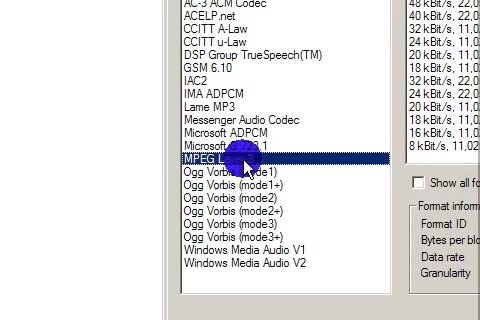 AC-3 ACM Codec
ACELP.net
CCITT A-Law
CCITT u-Law
DSP Group TrueSpeech(TM)
GSM 6.10
IAC2
IMA ADPCM
Lame MP3
Messenger Audio Codec
Microsoft ADPCM
Microsoft G.723.1
MPEG L
Ogg Vorbis (mode1)
Ogg Vorbis (mode1+)
Ogg Vorbis (mode2)
Ogg Vorbis (mode2+)
Ogg Vorbis (mode3)
Ogg Vorbis (mode3+)
Windows Media Audio V1
Windows Media Audio V2
48 kBit/s, 22,0
40 kBit/s, 22,0
32 kBit/s, 11,0
24 kBit/s, 11,0
20 kBit/s, 11,0
18 kBit/s, 11,0
32 kBit/s, 22,0
24 kBit/s, 22,0
20 kBit/s, 11,0
18 kBit/s, 11,02
16 kBit/s, 11,02
8 kBit/s, 11,02
Show all fo
Format inform
Format ID
Bytes per blo
Data rate
Granularity